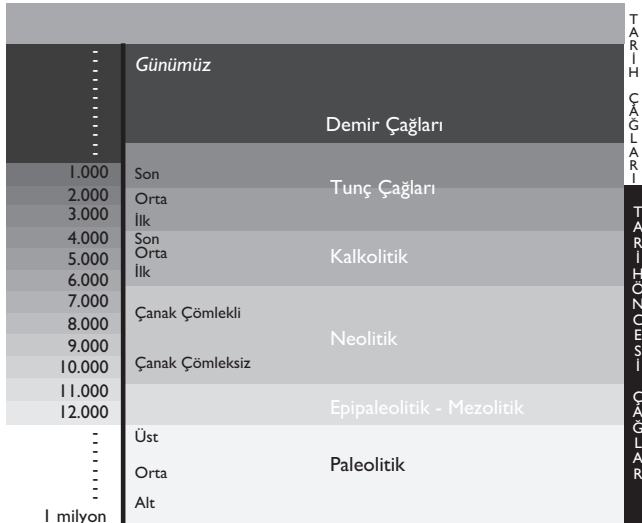 Günümüz
Demir Çağları
1.000 Son
Tunç Çağları
2.000 Orta
3.000 İlk
4.000 Son
Orta
5.000 Kalkolitik
İlk
6.000
7.000
Çanak Çömlekli
8.000
Neolitik
9.000
10.000 Çanak Çömleksiz
11.000
12.000 Epipaleolitik - Mezolitik
Üst
Paleolitik
Orta
Alt
1 milyon
TARİH ÇAĞLARI
TARİHÖNCESİ ÇAĞLAR